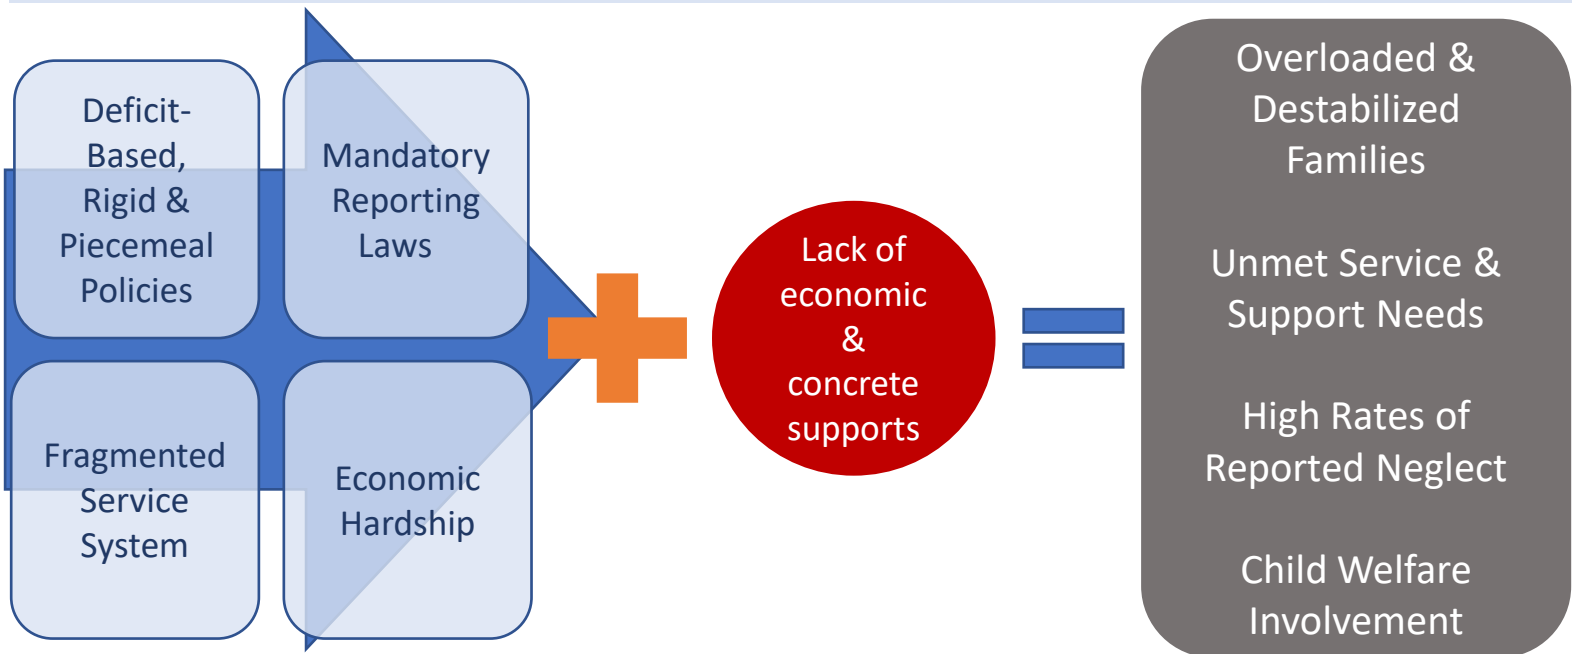 Deficit-
Based,
Rigid &
Piecemeal
Policies
Mandatory
Reporting
Laws
Fragmented
Service
System
Economic
Hardship
Lack of
economic
&
concrete
supports
Overloaded &
Destabilized
Families
Unmet Service &
Support Needs
High Rates of
Reported Neglect
Child Welfare
Involvement